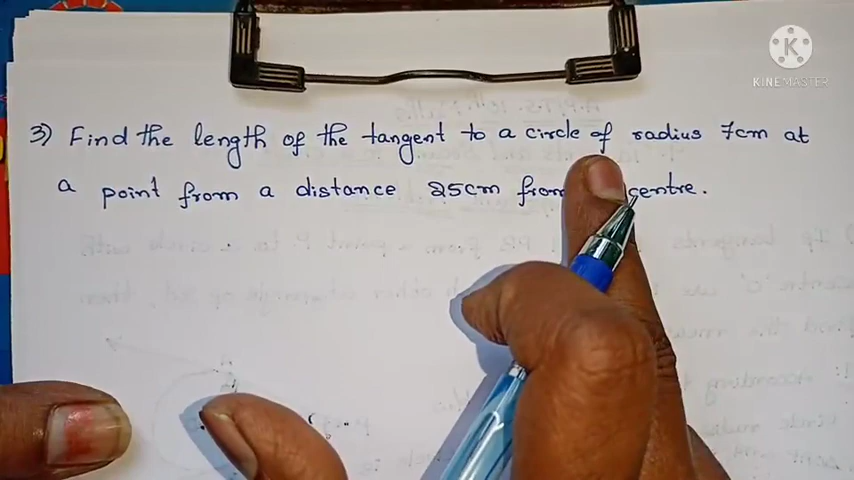 KINEMASTER
3) Find the length of the tangent to a circle of radius 7cm at
a point from a distance 25cm from centre.